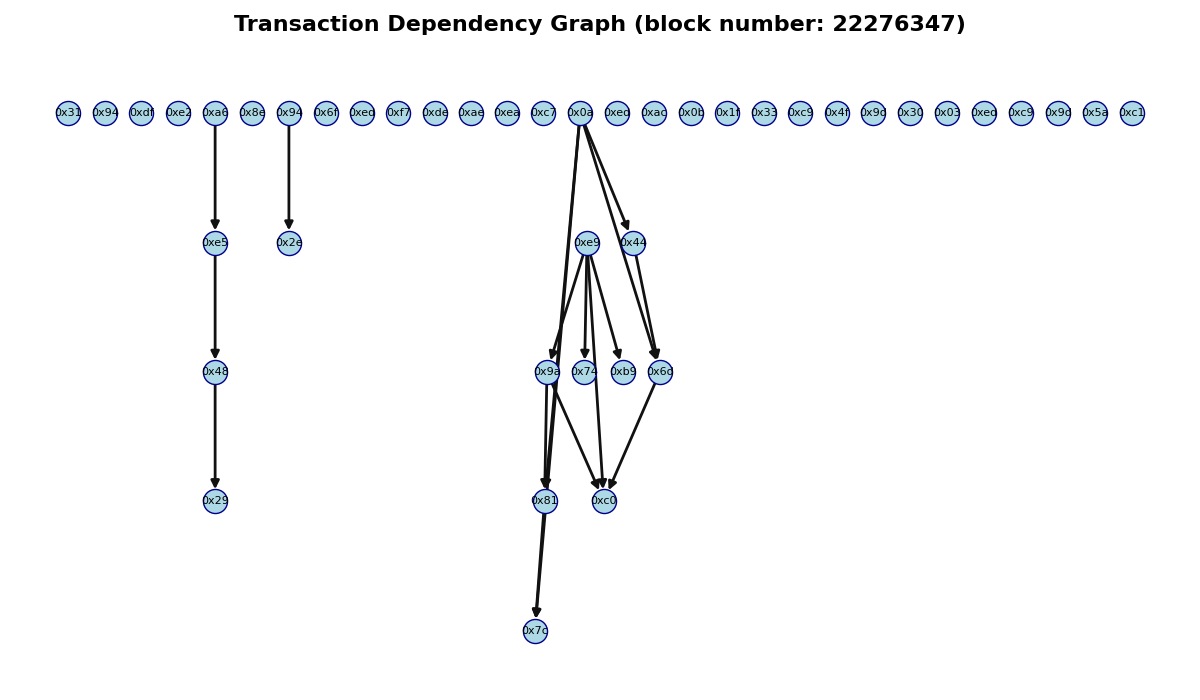 Transaction Dependency Graph (block number: 22276347)
0x31 0x94 0xdf 0xe2 0xa6 0x8e 0x94 0x6f 0xed 0xf7 0xde 0xae 0xea 0xc7 0x0a 0xed 0xac 0x0b 0x1f 0x33 0xc9 0x4f 0x9d 0x30 0x03 0xed 0xc9 0x9d 0x5a 0xc1
0xe5 0x2e 0xe9 0x44
0x48 0x9a 0x74 0xb9 0x6d
0x29 0x81 0xc0
0x7c